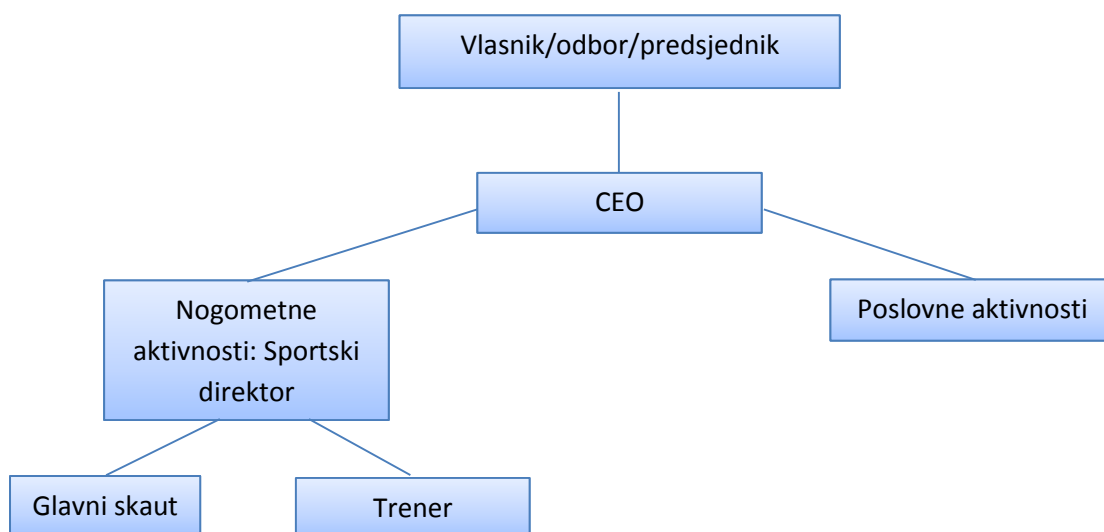 Vlasnik/odbor/predsjednik
CEO
Nogometne
aktivnosti: Sportski
direktor
Poslovne aktivnosti
Glavni skaut
Trener